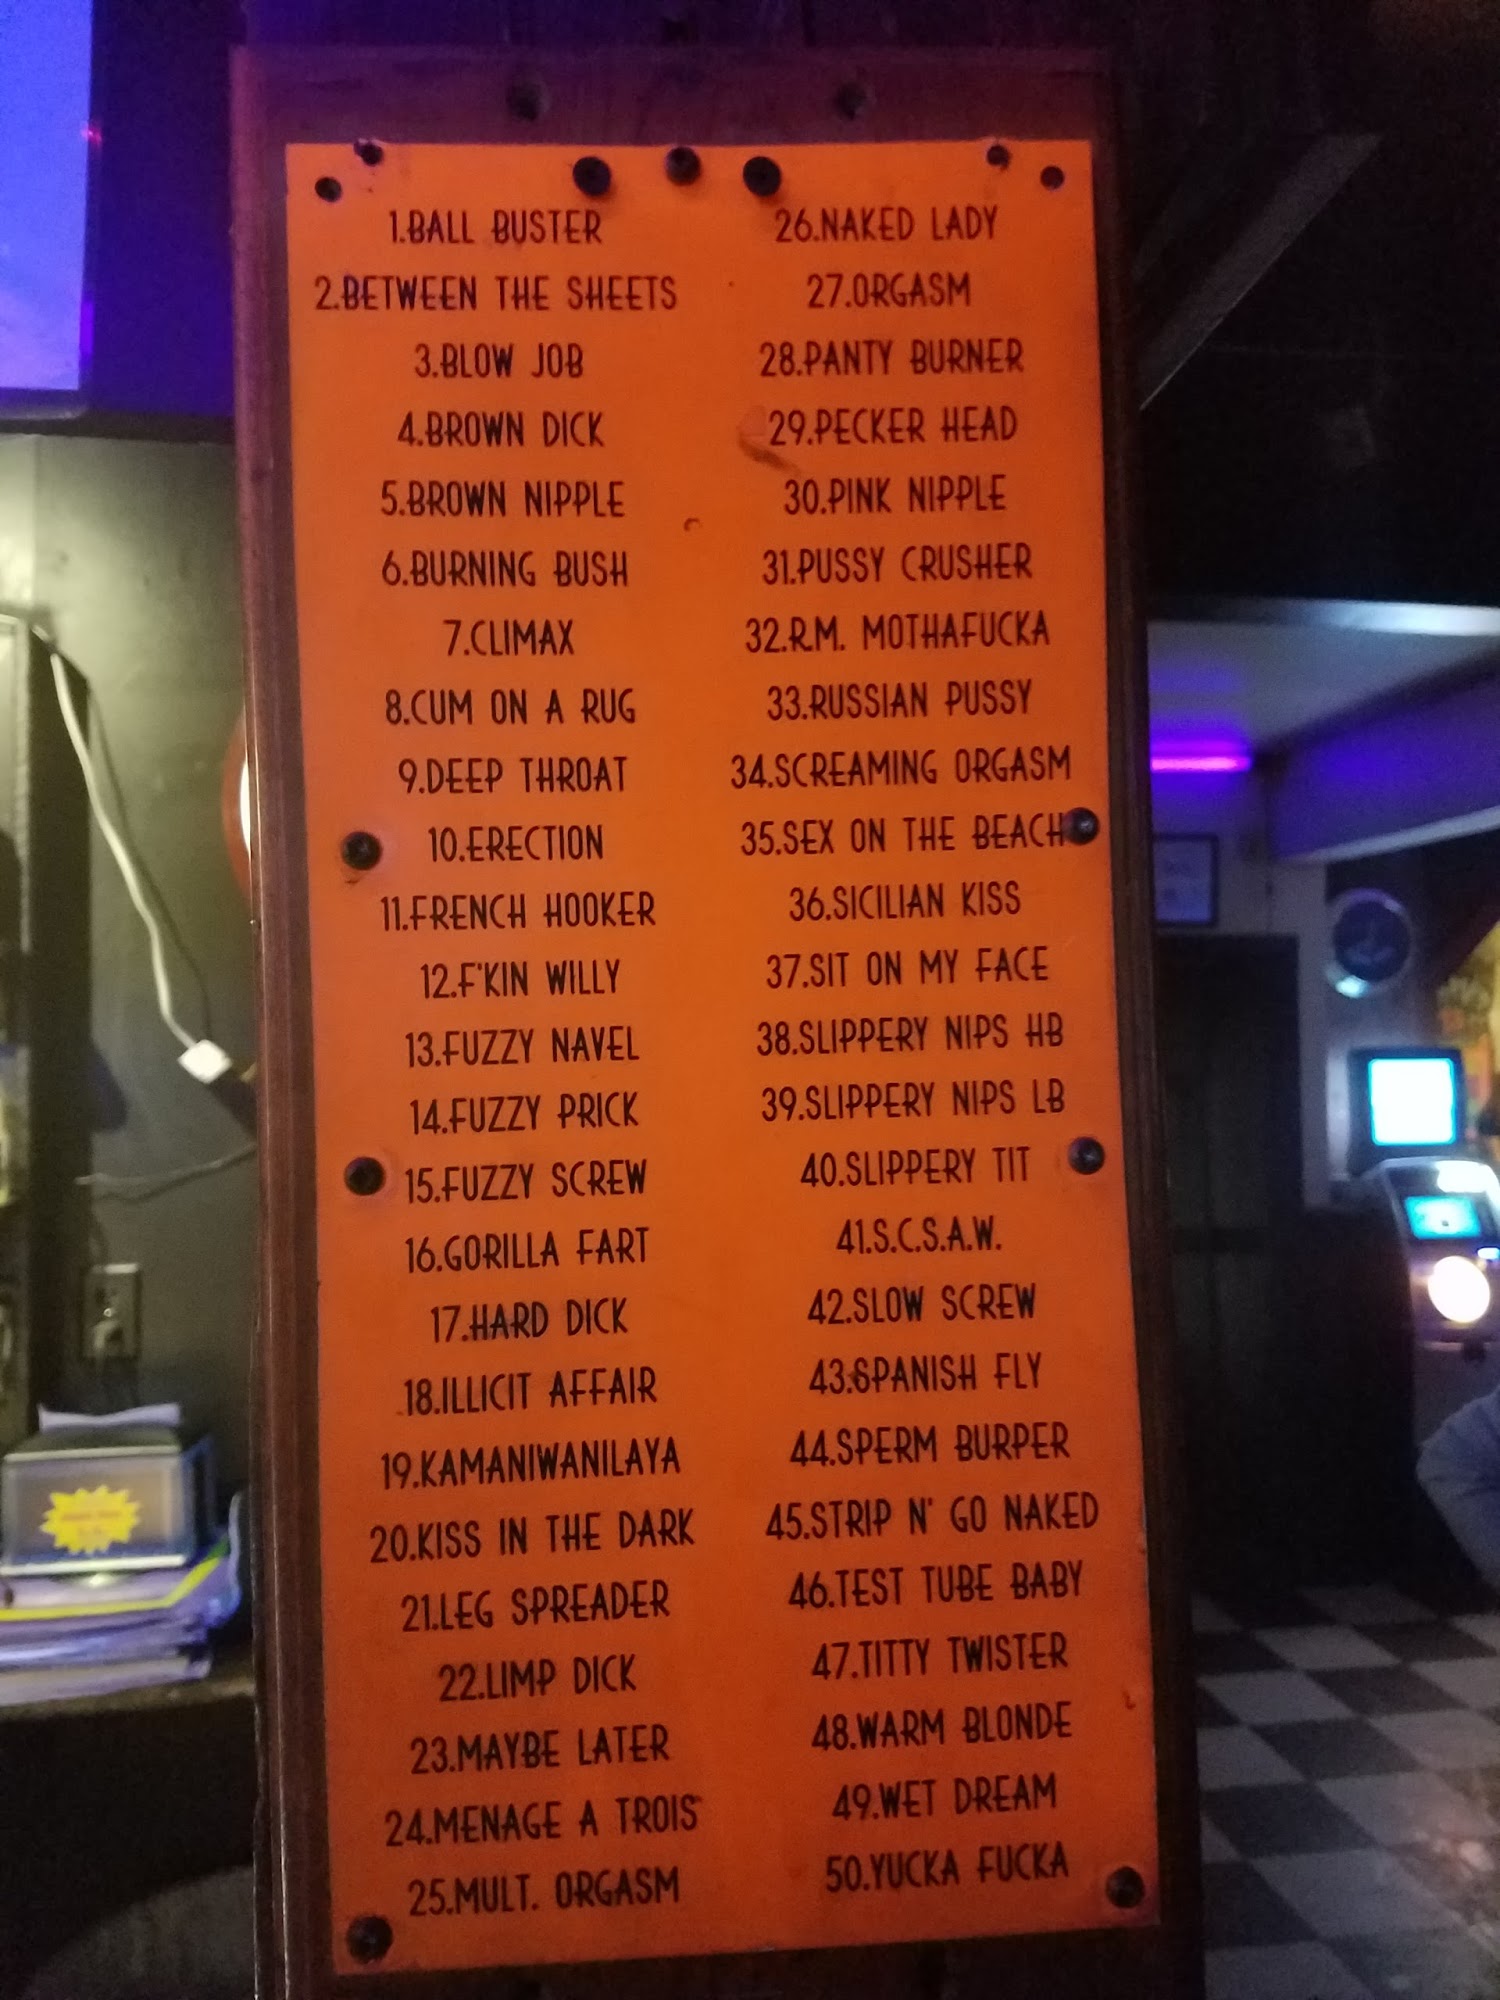 1.BALL BUSTER
2.BETWEEN THE SHEETS
3.BLOW JOB
4.BROWN DICK
5.BROWN NIPPLE
6.BURNING BUSH
7.CLIMAX
8.CUM ON A RUG
9.DEEP THROAT
10.ERECTION
11.FRENCH HOOKER
12.F'KIN WILLY
13.FUZZY NAVEL
14.FUZZY PRICK
15.FUZZY SCREW
16.GORILLA FART
17.HARD DICK
18.ILLICIT AFFAIR
19.KAMANIWANILAYA
20.KISS IN THE DARK
21.LEG SPREADER
22.LIMP DICK
23.MAYBE LATER
24.MENAGE A TROIS
25.MULT. ORGASM
26.NAKED LADY
27.ORGASM
28.PANTY BURNER
29.PECKER HEAD
30.PINK NIPPLE
31.PUSSY CRUSHER
32.R.M. MOTHAFUCKA
33.RUSSIAN PUSSY
34.SCREAMING ORGASM
35.SEX ON THE BEACH
36.SICILIAN KISS
37.SIT ON MY FACE
38.SLIPPERY NIPS HB
39.SLIPPERY NIPS LB
40.SLIPPERY TIT
41.S.C.S.A.W.
42.SLOW SCREW
43.SPANISH FLY
44.SPERM BURPER
45.STRIP N' GO NAKED
46.TEST TUBE BABY
47.TITTY TWISTER
48.WARM BLONDE
49.WET DREAM
50.YUCKA FUCKA